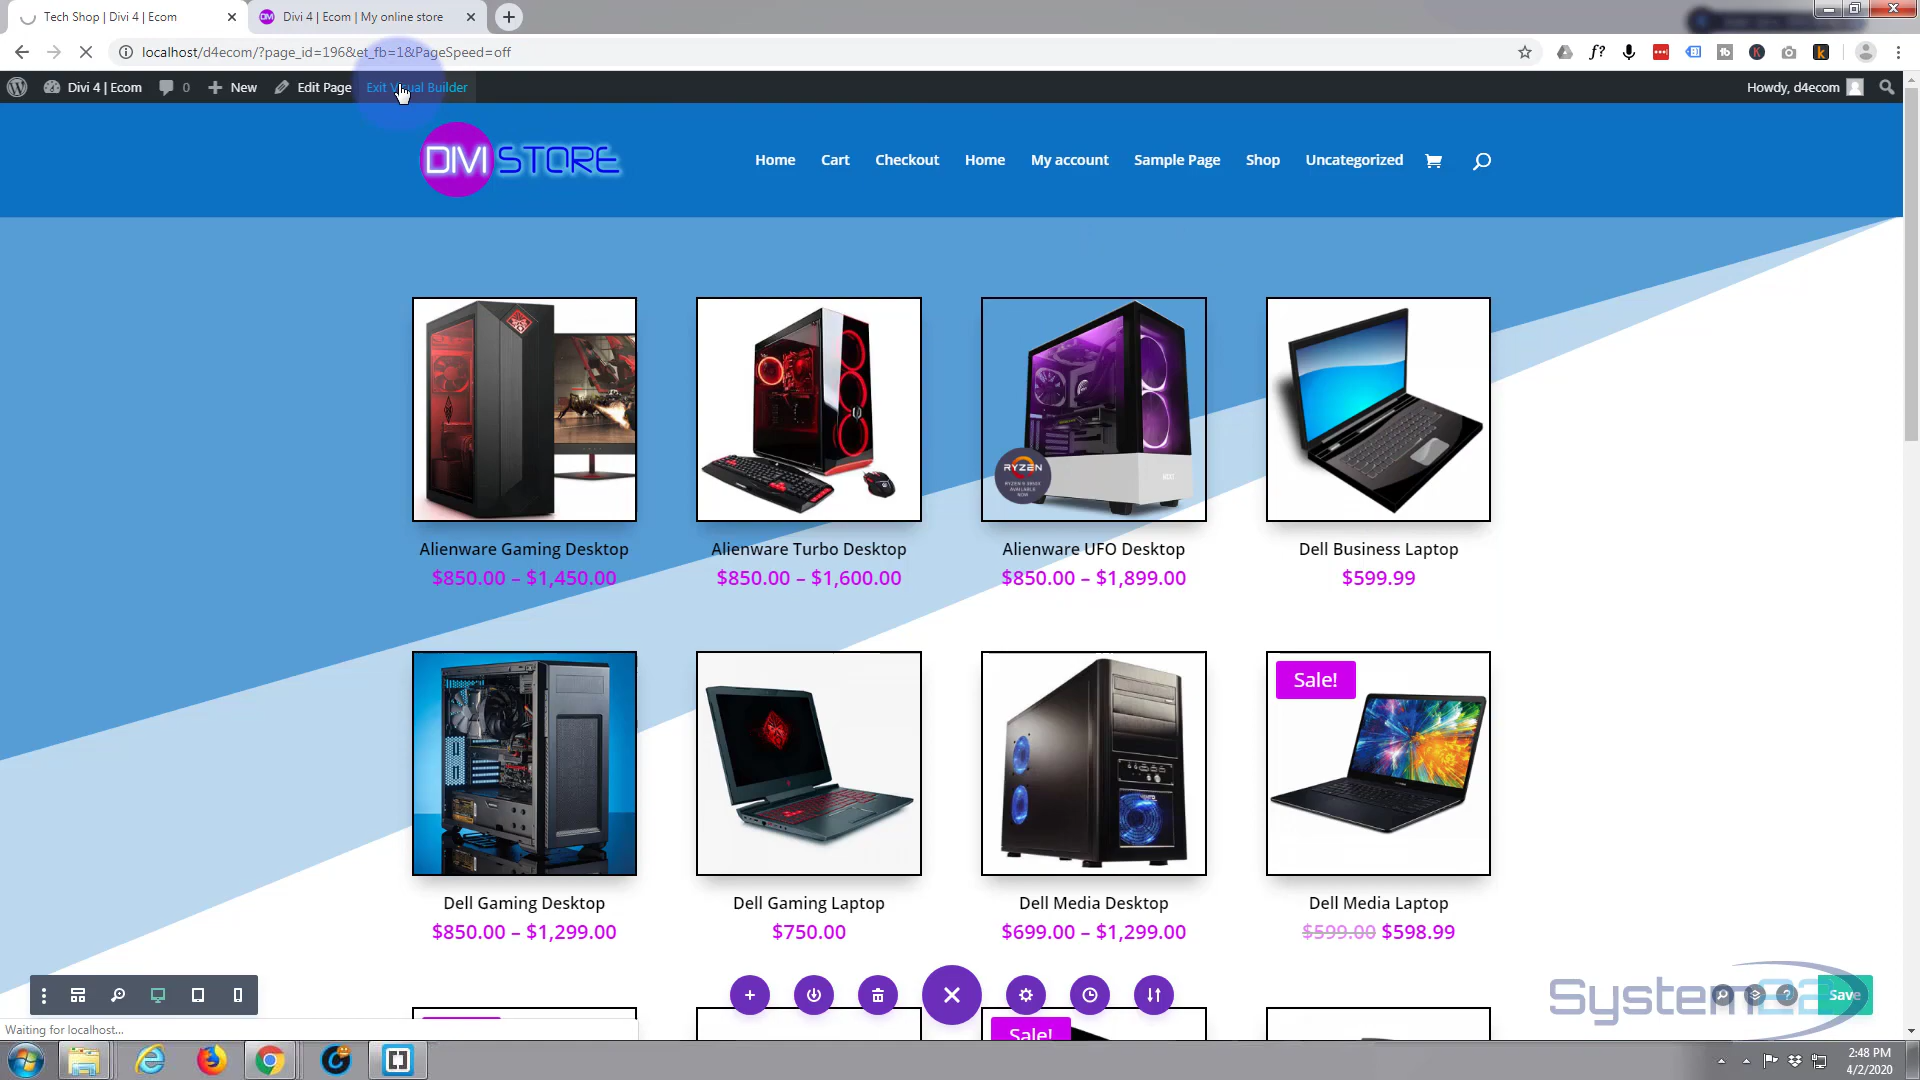 Tech Shop | Divi 4 | Ecom
Divi 4 | Ecom | My online store
localhost/d4ecom/?page_id=196&et_fb=1&PageSpeed=off
Divi 4 | Ecom
0
New
Edit Page
Exit Visual Builder
Howdy, d4ecom
DIVI STORE
Home
Cart
Checkout
Home
My account
Sample Page
Shop
Uncategorized
RYZEN
AVAILABLE
NOW
Alienware Gaming Desktop
$850.00 – $1,450.00
Alienware Turbo Desktop
$850.00 – $1,600.00
Alienware UFO Desktop
$850.00 – $1,899.00
Dell Business Laptop
$599.99
Sale!
Dell Gaming Desktop
$850.00 – $1,299.00
Dell Gaming Laptop
$750.00
Dell Media Desktop
$699.00 – $1,299.00
Dell Media Laptop
$599.00 $598.99
Sale!
System22
Save
Waiting for localhost...
2:48 PM
4/2/2020